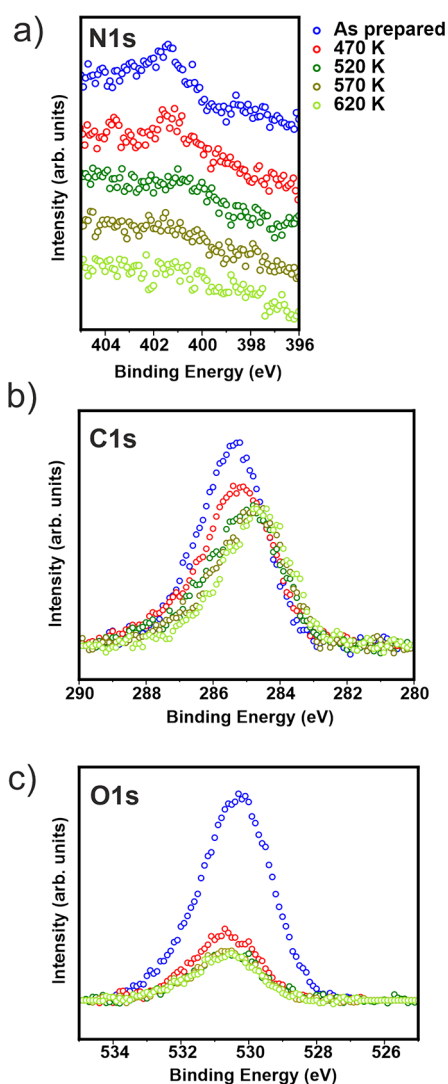 a)
N1s
As prepared
470 K
520 K
570 K
620 K
Intensity (arb. units)
404 402 400 398 396
Binding Energy (eV)
b)
C1s
Intensity (arb. units)
290 288 286 284 282 280
Binding Energy (eV)
c)
O1s
Intensity (arb. units)
534 532 530 528 526
Binding Energy (eV)